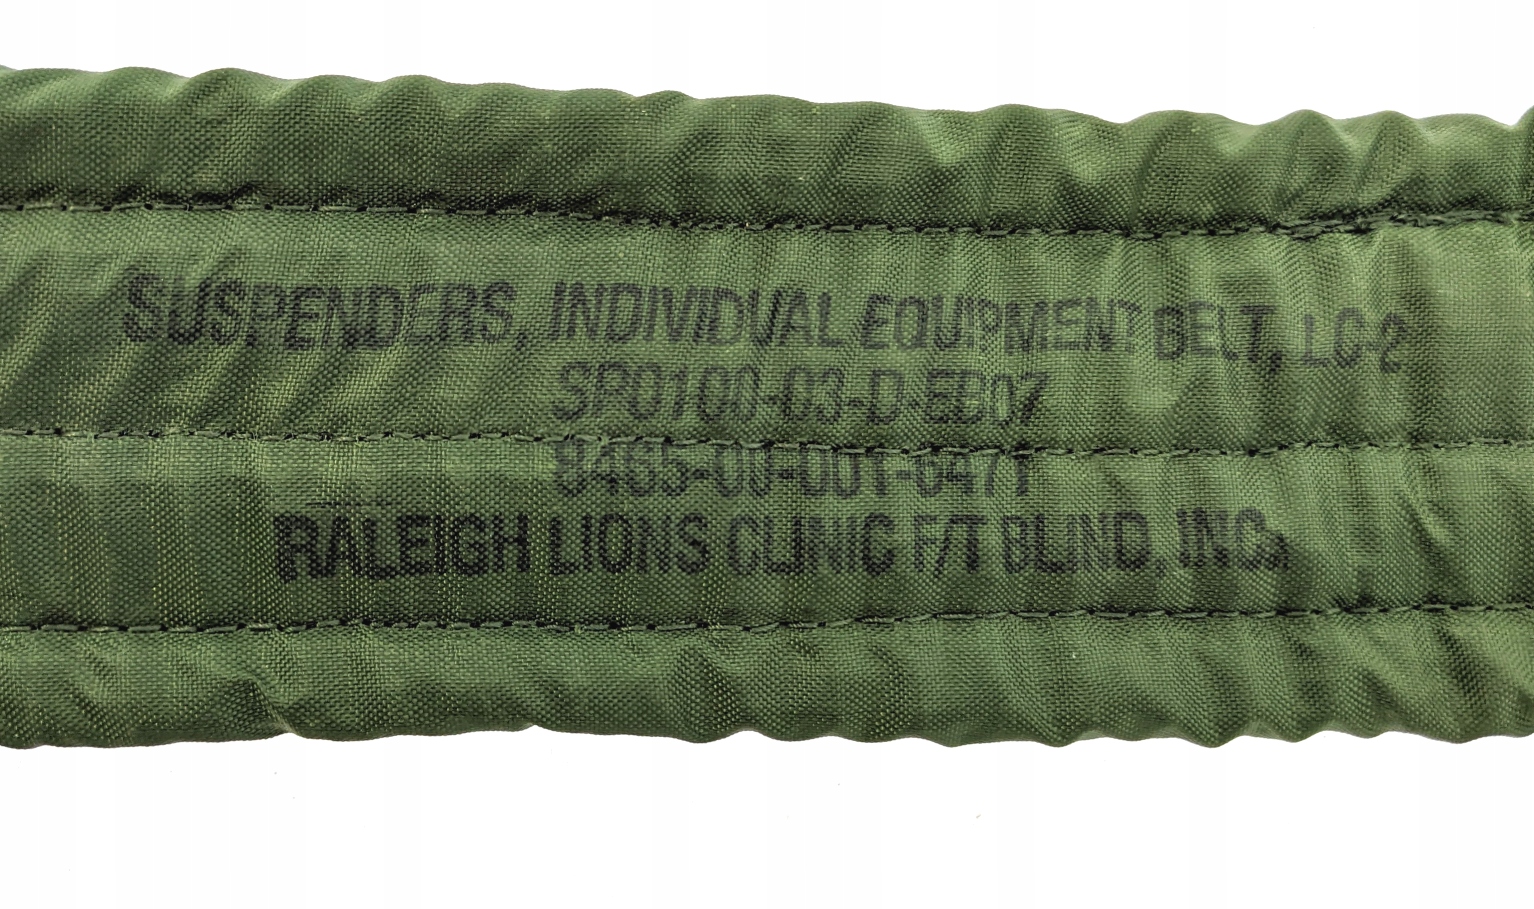 SUSPENDERS, INDIVIDUAL EQUIPMENT BELT, LC-2
SP0100-03-D-EB07
8465-00-001-6471
RALEIGH LIONS CLINIC F/T BLIND, INC.